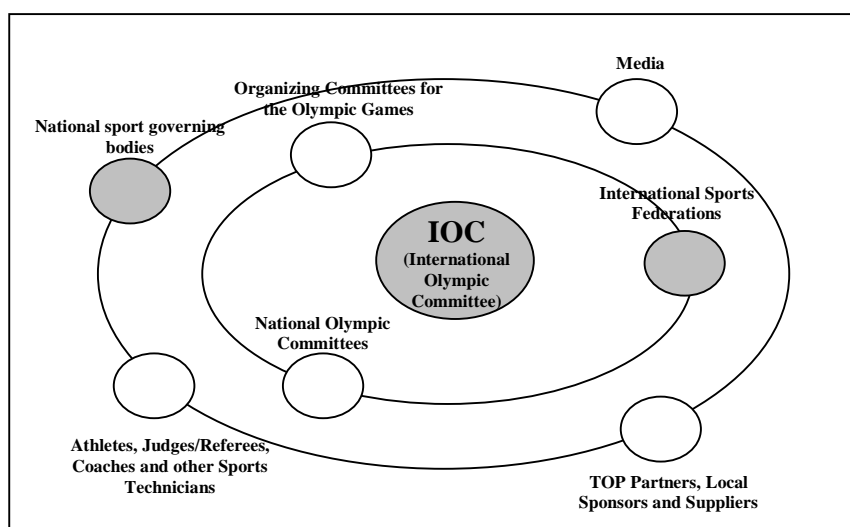 Media
Organizing Committees for
the Olympic Games
National sport governing
bodies
International Sports
Federations
IOC
(International
Olympic
Committee)
National Olympic
Committees
Athletes, Judges/Referees,
Coaches and other Sports
Technicians
TOP Partners, Local
Sponsors and Suppliers